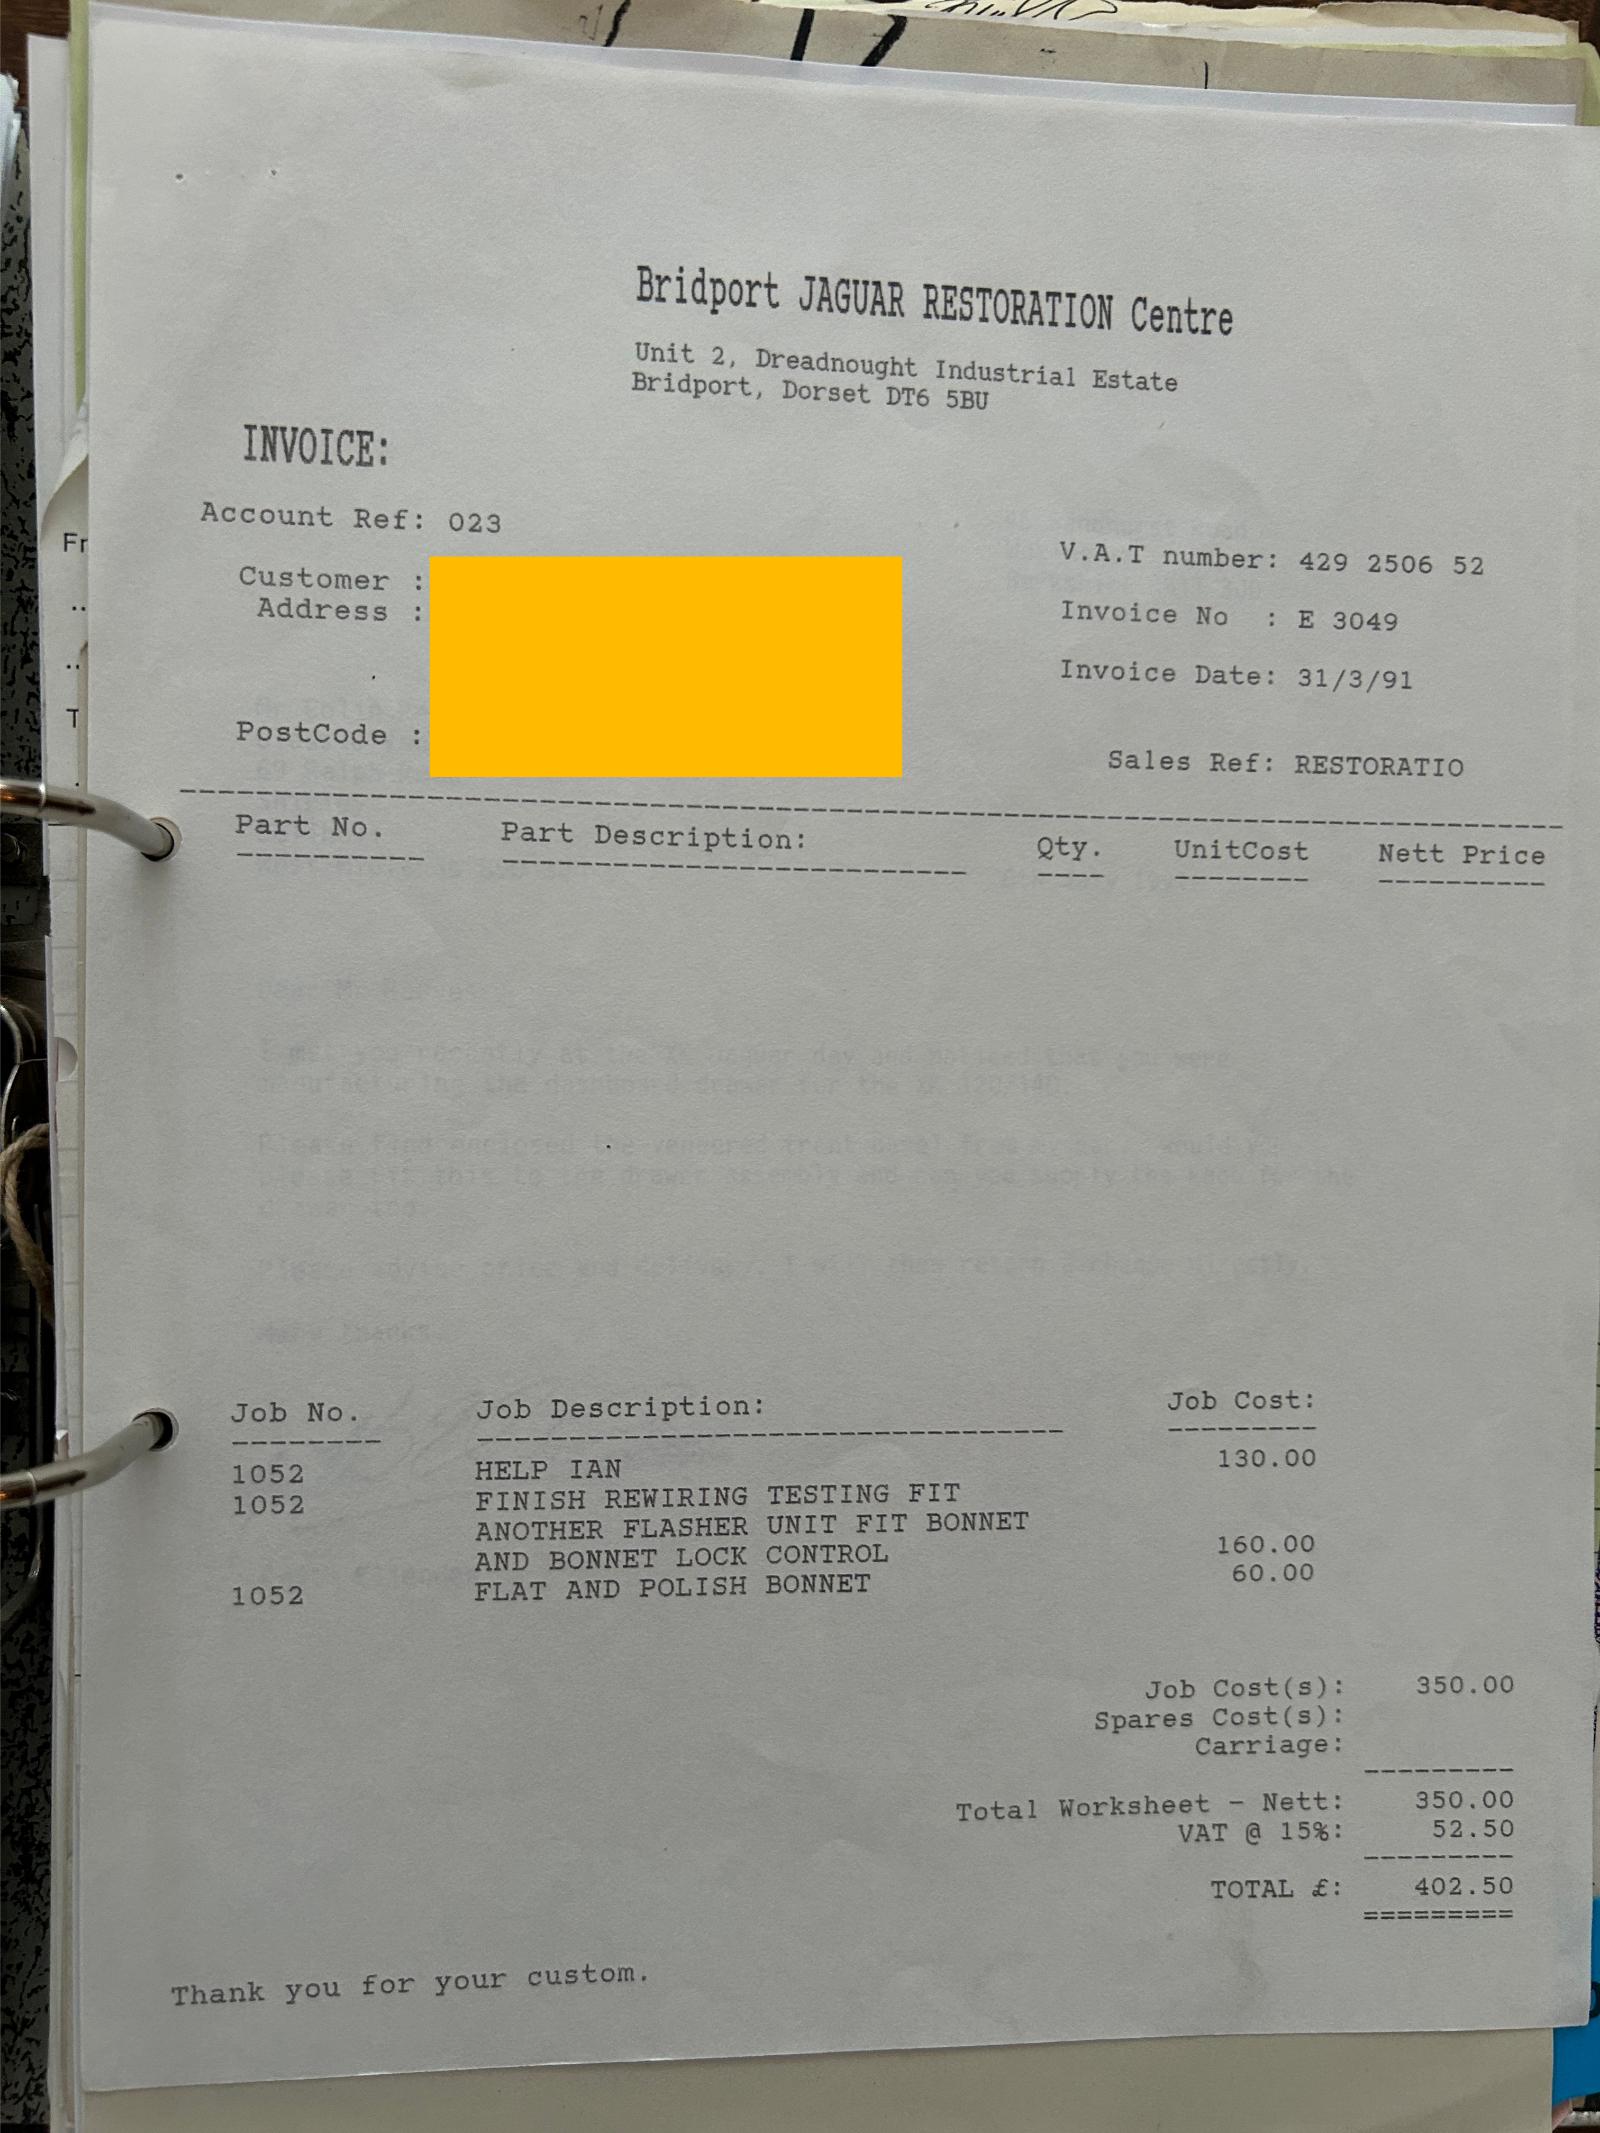 Bridport JAGUAR RESTORATION Centre
Unit 2, Dreadnought Industrial Estate
Bridport, Dorset DT6 5BU
INVOICE:
Account Ref: 023
Customer :
Address :
PostCode :
V.A.T number: 429 2506 52
Invoice No : E 3049
Invoice Date: 31/3/91
Sales Ref: RESTORATIO
Part No. Part Description: Qty. UnitCost Nett Price
Job No. Job Description: Job Cost:
1052 HELP IAN 130.00
1052 FINISH REWIRING TESTING FIT
ANOTHER FLASHER UNIT FIT BONNET
AND BONNET LOCK CONTROL 160.00
1052 FLAT AND POLISH BONNET 60.00
Job Cost(s): 350.00
Spares Cost(s):
Carriage:
Total Worksheet - Nett: 350.00
VAT @ 15%: 52.50
TOTAL £: 402.50
=========
Thank you for your custom.
Fr